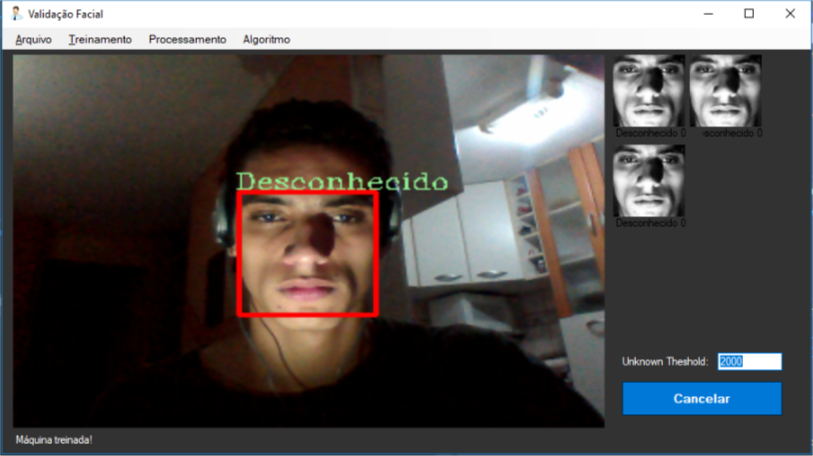 Validação Facial
Arquivo Treinamento Processamento Algoritmo
Desconhecido
Desconhecido 0
esconhecido 0
Desconhecido 0
Unknown Theshold: 2000
Cancelar
Máquina treinada!